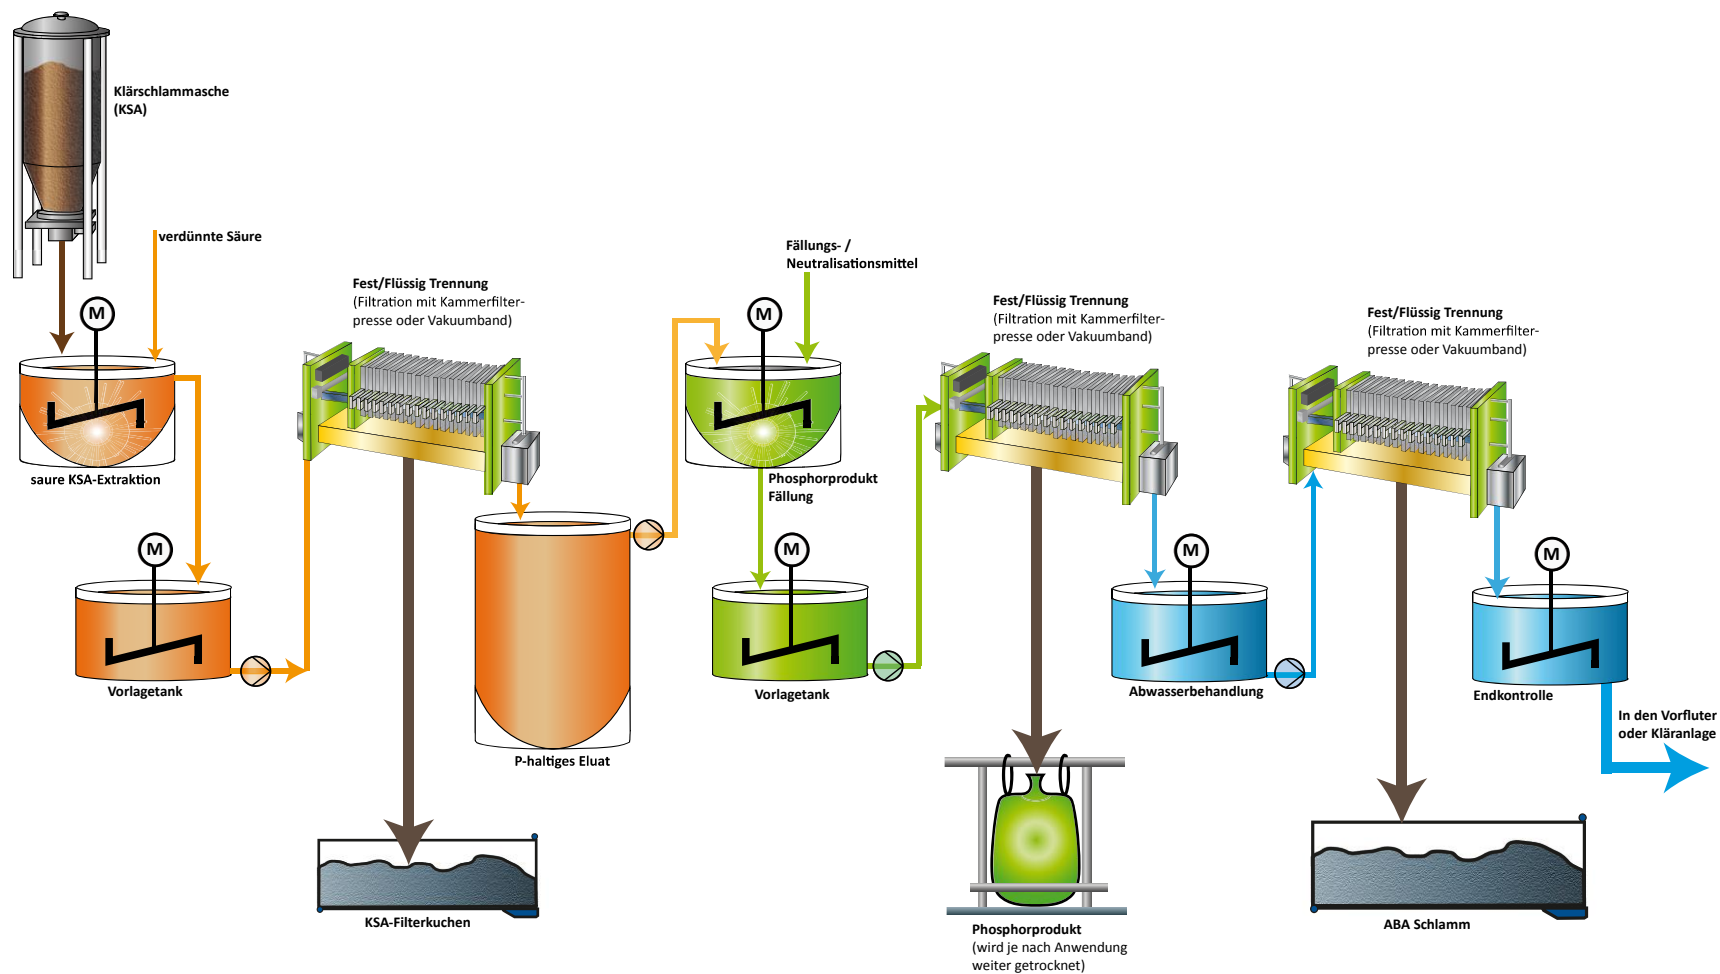 Klärschlammasche
(KSA)
verdünnte Säure
M
saure KSA-Extraktion
M
Vorlagetank
Fest/Flüssig Trennung
(Filtration mit Kammerfilter-
presse oder Vakuumband)
KSA-Filterkuchen
P-haltiges Eluat
Fällungs- /
Neutralisationsmittel
M
Phosphorprodukt
Fällung
M
Vorlagetank
Fest/Flüssig Trennung
(Filtration mit Kammerfilter-
presse oder Vakuumband)
Phosphorprodukt
(wird je nach Anwendung
weiter getrocknet)
M
Abwasserbehandlung
Fest/Flüssig Trennung
(Filtration mit Kammerfilter-
presse oder Vakuumband)
ABA Schlamm
M
Endkontrolle
In den Vorfluter
oder Kläranlage